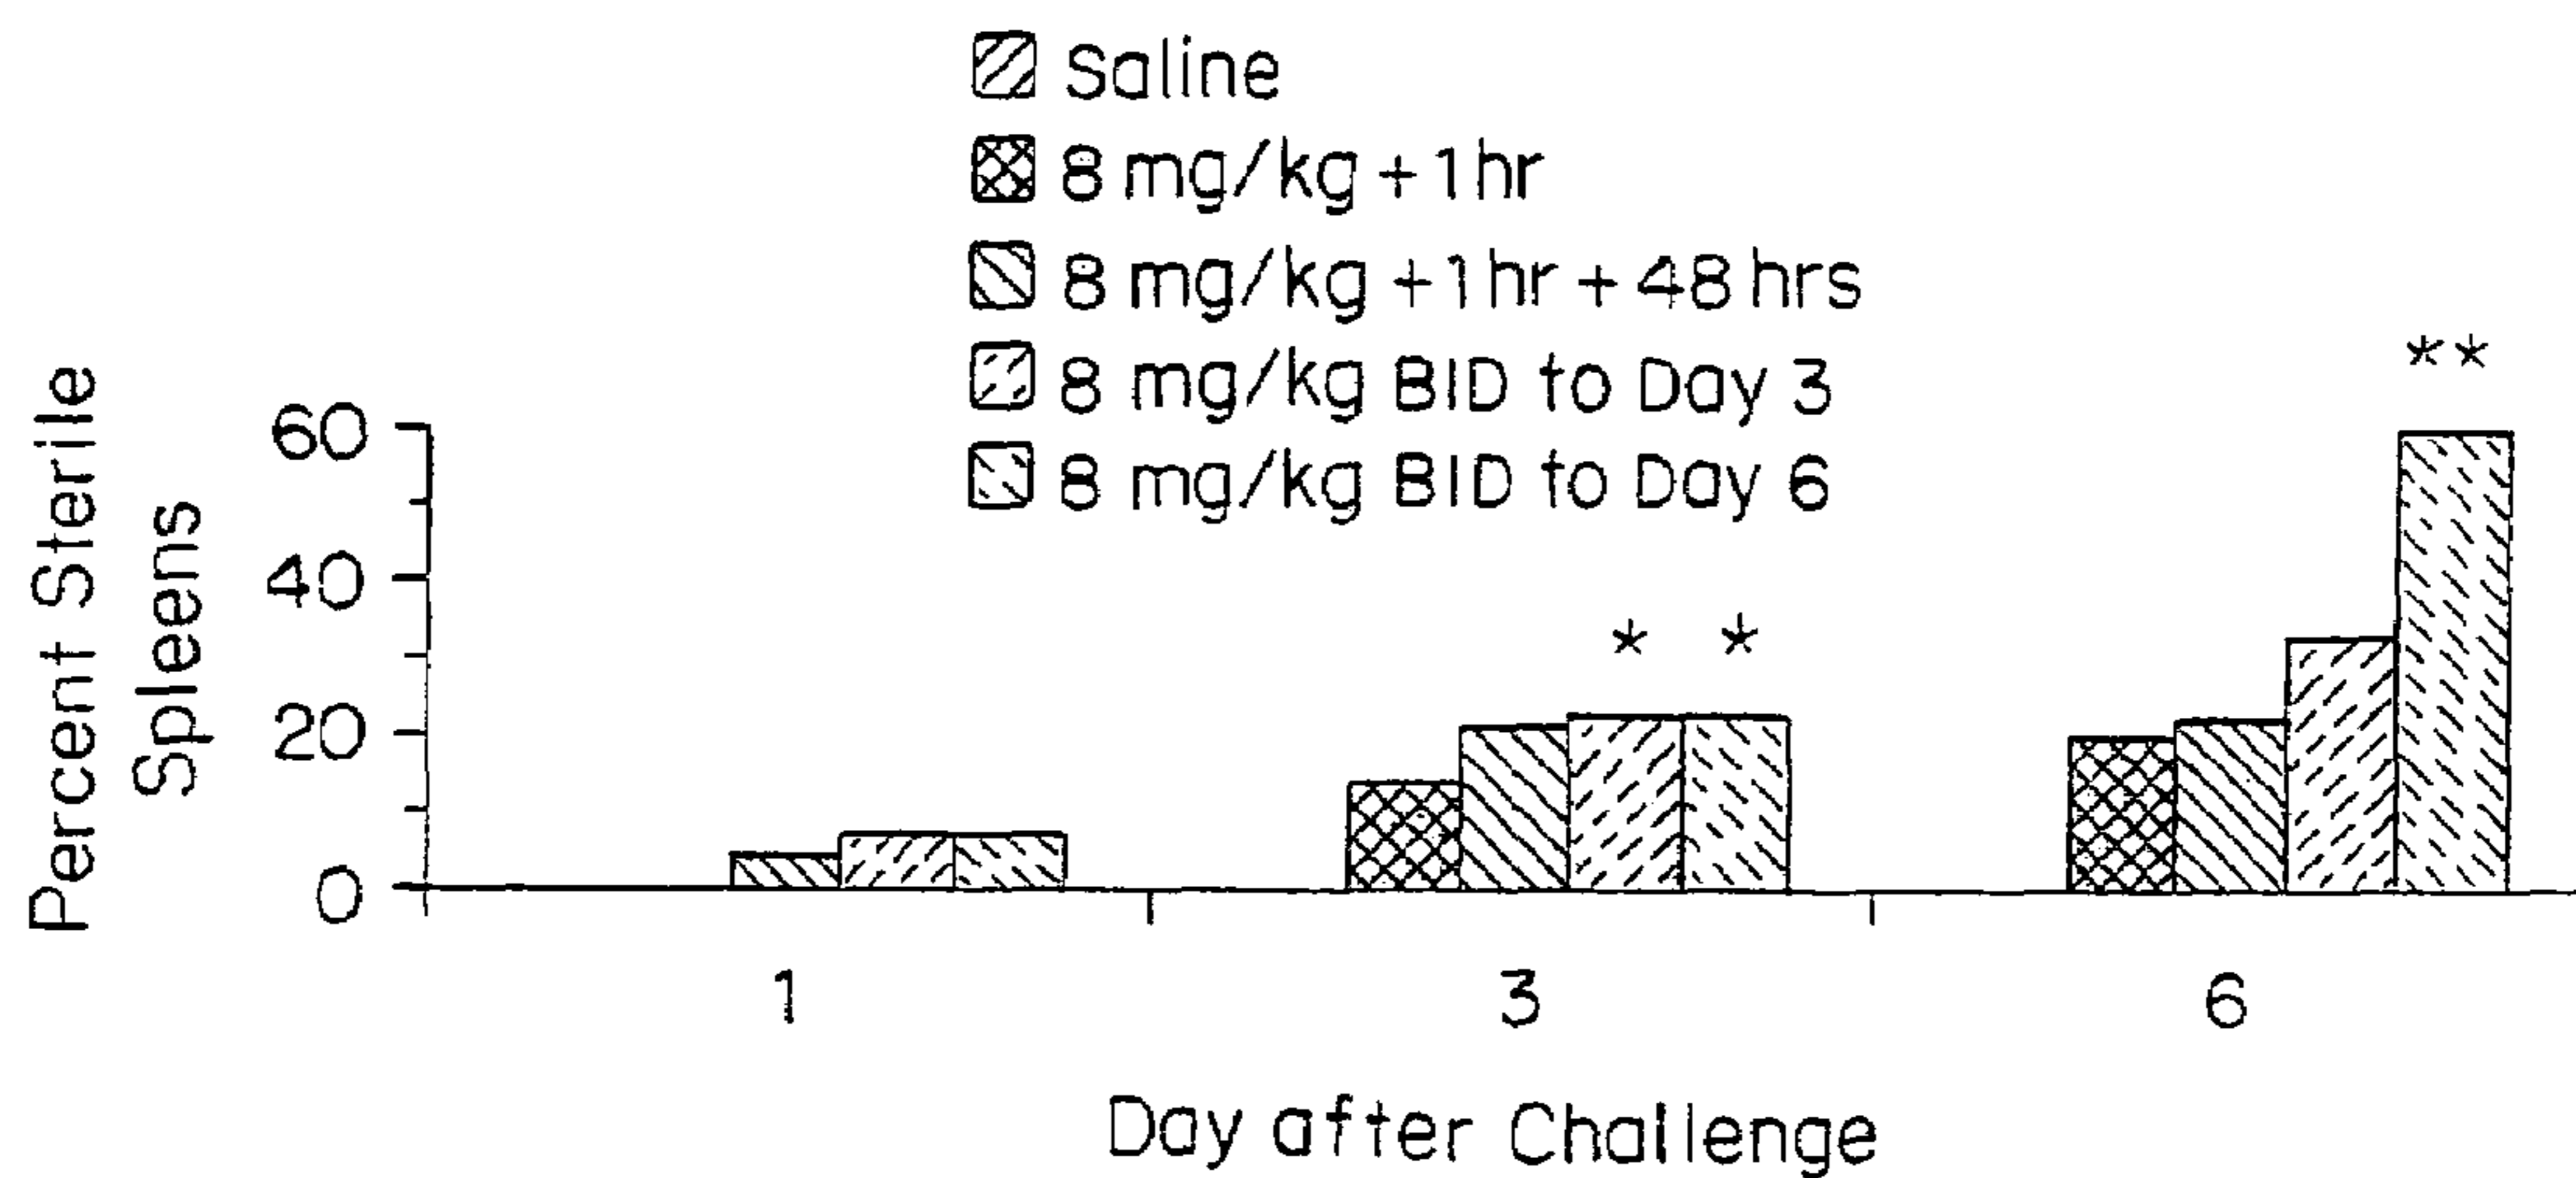 Saline
8 mg/kg + 1 hr
8 mg/kg + 1 hr + 48 hrs
8 mg/kg BID to Day 3
8 mg/kg BID to Day 6
Percent Sterile
Spleens
60
40
20
0
* *
**
1
3
6
Day after Challenge